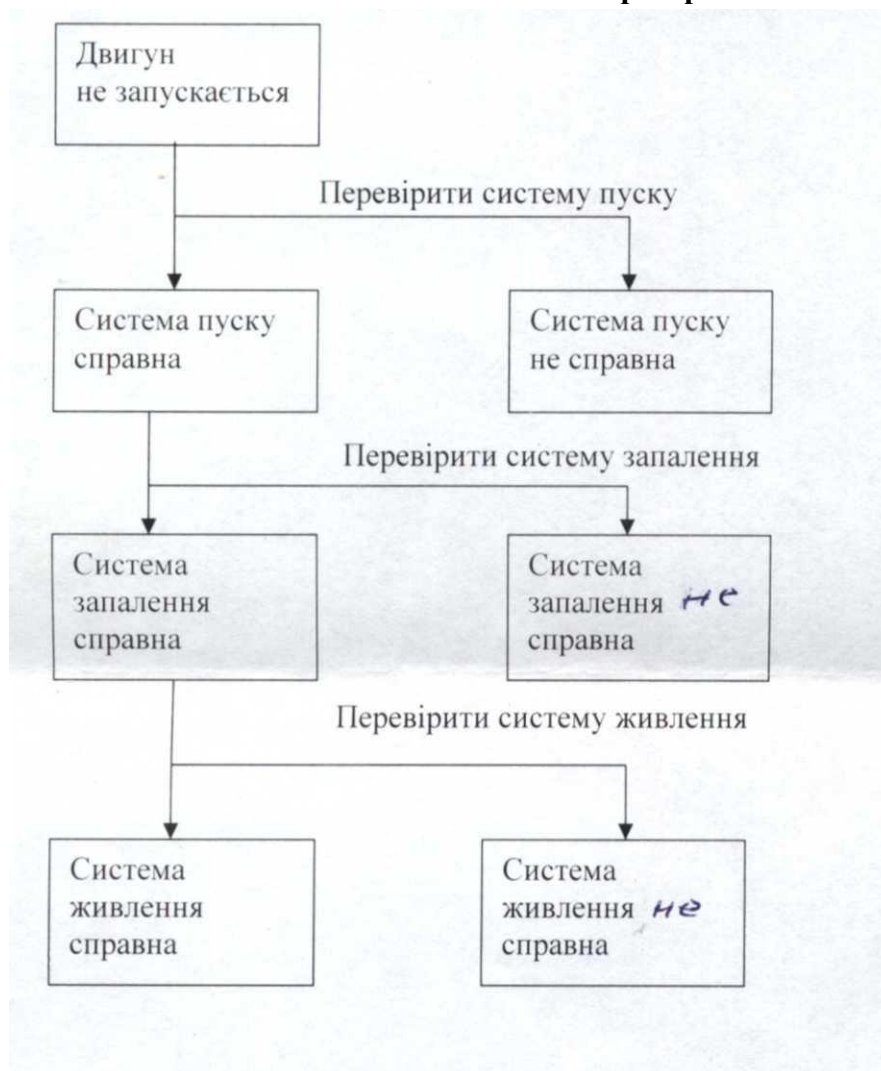 Двигун
не запускається
Перевірити систему пуску
Система пуску
справна
Система пуску
не справна
Перевірити систему запалення
Система
запалення
справна
Система
запалення не
справна
Перевірити систему живлення
Система
живлення
справна
Система
живлення не
справна